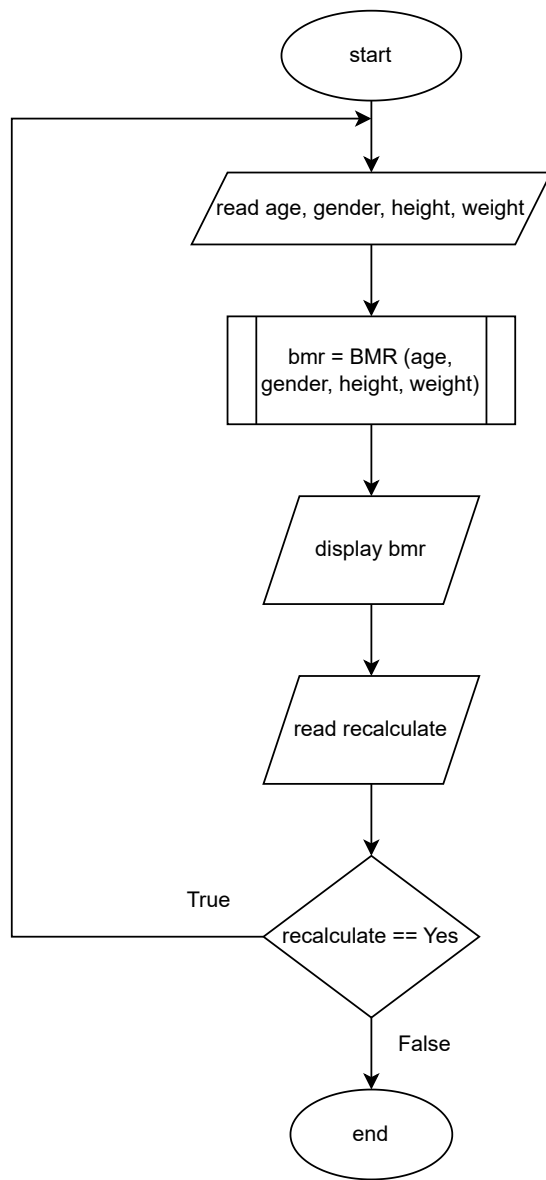 start
read age, gender, height, weight
bmr = BMR (age,
gender, height, weight)
display bmr
read recalculate
True
recalculate == Yes
False
end